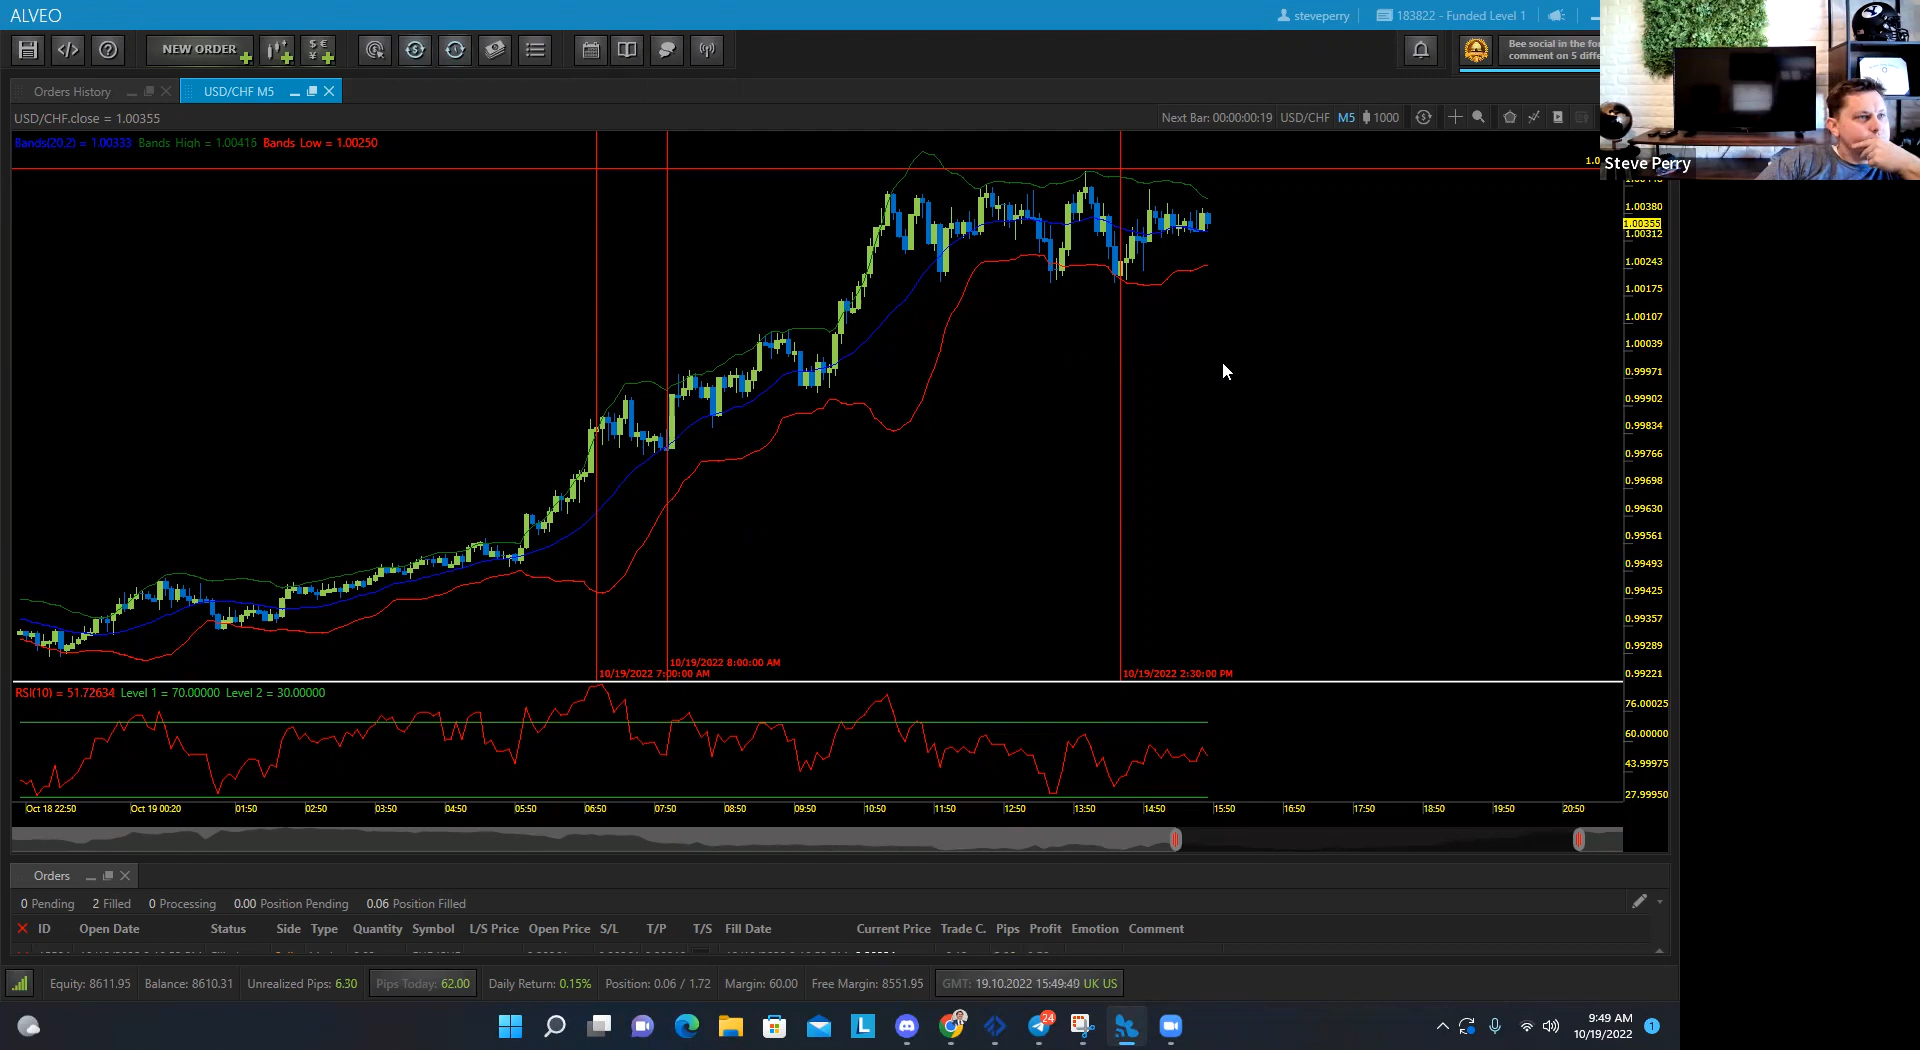 ALVEO
steveperry
183822 - Funded Level 1
NEW ORDER
Bee social in the fo
comment on 5 diffe
Steve Perry
Orders History
USD/CHF M5
USD/CHF.close = 1.00355
Next Bar: 00:00:00:19 USD/CHF M5 1000
Bands(20,2) = 1.00333 Bands High = 1.00416 Bands Low = 1.00250
1.0
1.00380
1.00355
1.00312
1.00243
1.00175
1.00107
1.00039
0.99971
0.99902
0.99834
0.99766
0.99698
0.99630
0.99561
0.99493
0.99425
0.99357
0.99289
0.99221
10/19/2022 8:00:00 AM
10/19/2022 7:00:00 AM
10/19/2022 2:30:00 PM
RSI(10) = 51.72634 Level 1 = 70.00000 Level 2 = 30.00000
76.00025
60.00000
43.99975
27.99950
Oct 18 22:50 Oct 19 00:20 01:50 02:50 03:50 04:50 05:50 06:50 07:50 08:50 09:50 10:50 11:50 12:50 13:50 14:50 15:50 16:50 17:50 18:50 19:50 20:50
Orders
0 Pending 2 Filled 0 Processing 0.00 Position Pending 0.06 Position Filled
ID Open Date Status Side Type Quantity Symbol L/S Price Open Price S/L T/P T/S Fill Date Current Price Trade C. Pips Profit Emotion Comment
Equity: 8611.95 Balance: 8610.31 Unrealized Pips: 6.30 Pips Today: 62.00 Daily Return: 0.15% Position: 0.06 / 1.72 Margin: 60.00 Free Margin: 8551.95 GMT: 19.10.2022 15:49:40 UK US
24
L
9:49 AM
10/19/2022
1